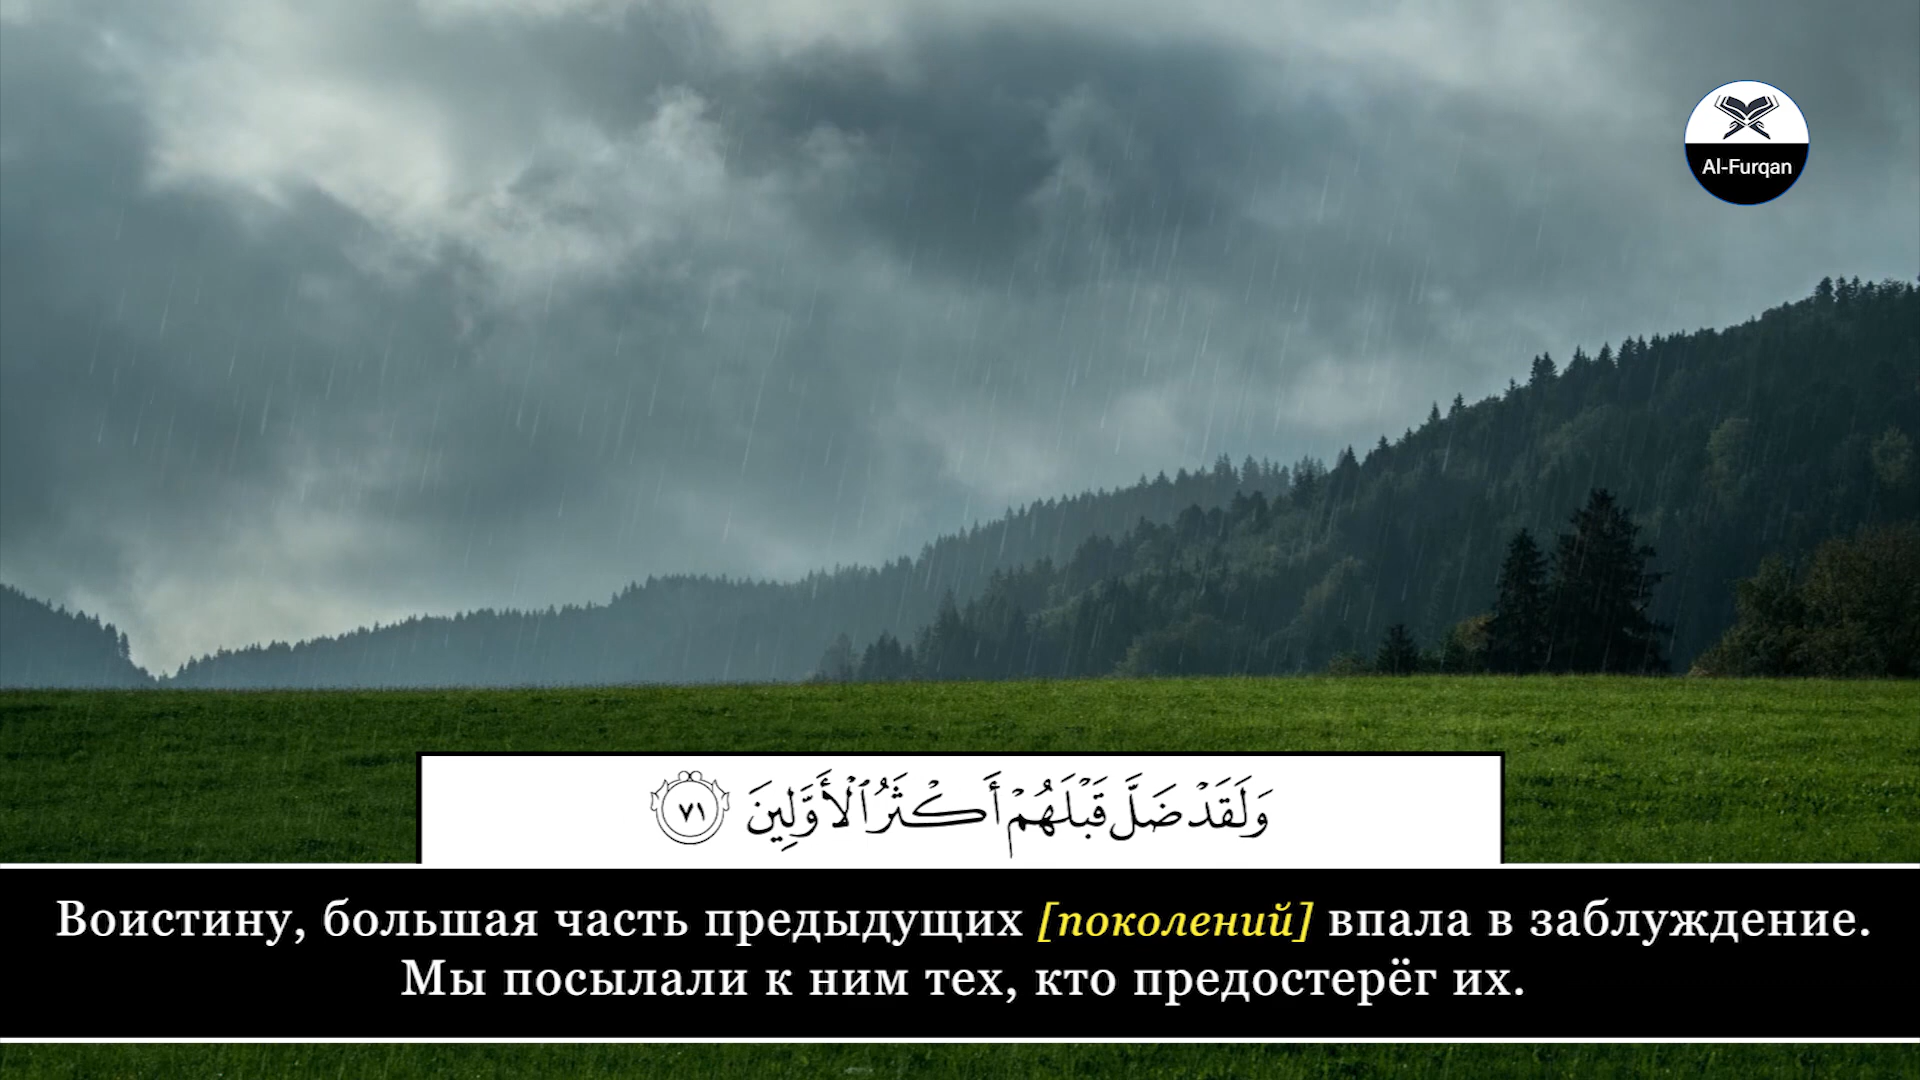 Al-Furqan
وَلَقَدْ ضَلَّ قَبْلَهُمْ أَكْثَرُ ٱلْأَوَّلِينَ ٧١
Воистину, большая часть предыдущих [поколений] впала в заблуждение.
Мы посылали к ним тех, кто предостерёг их.